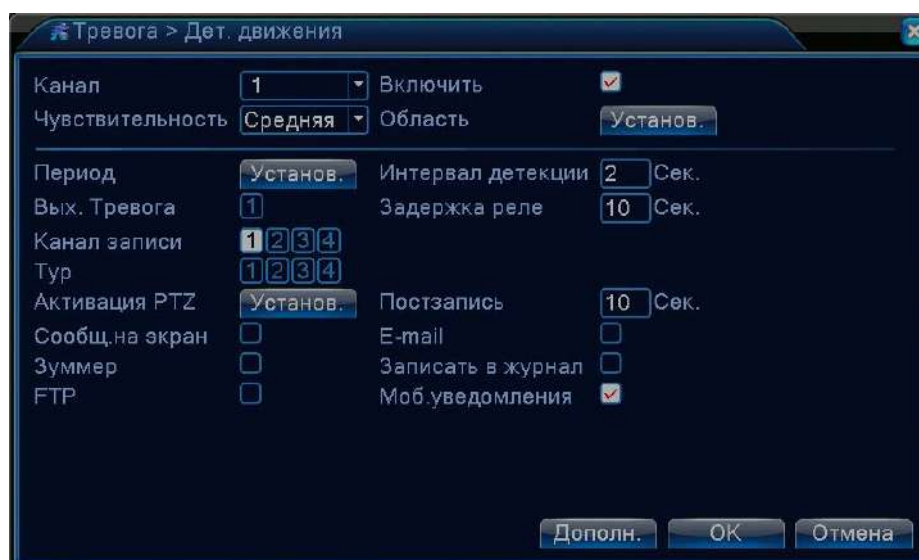 Тревога > Дет. движения
Канал 1 Включить
Чувствительность Средняя Область Установ.
Период Установ. Интервал детекции 2 Сек.
Вых. Тревога 1 Задержка реле 10 Сек.
Канал записи 1 2 3 4
Тур 1 2 3 4
Активация PTZ Установ. Постзапись 10 Сек.
Сообщ.на экран E-mail
Зуммер Записать в журнал
FTP Моб.уведомления
Дополн. OK Отмена